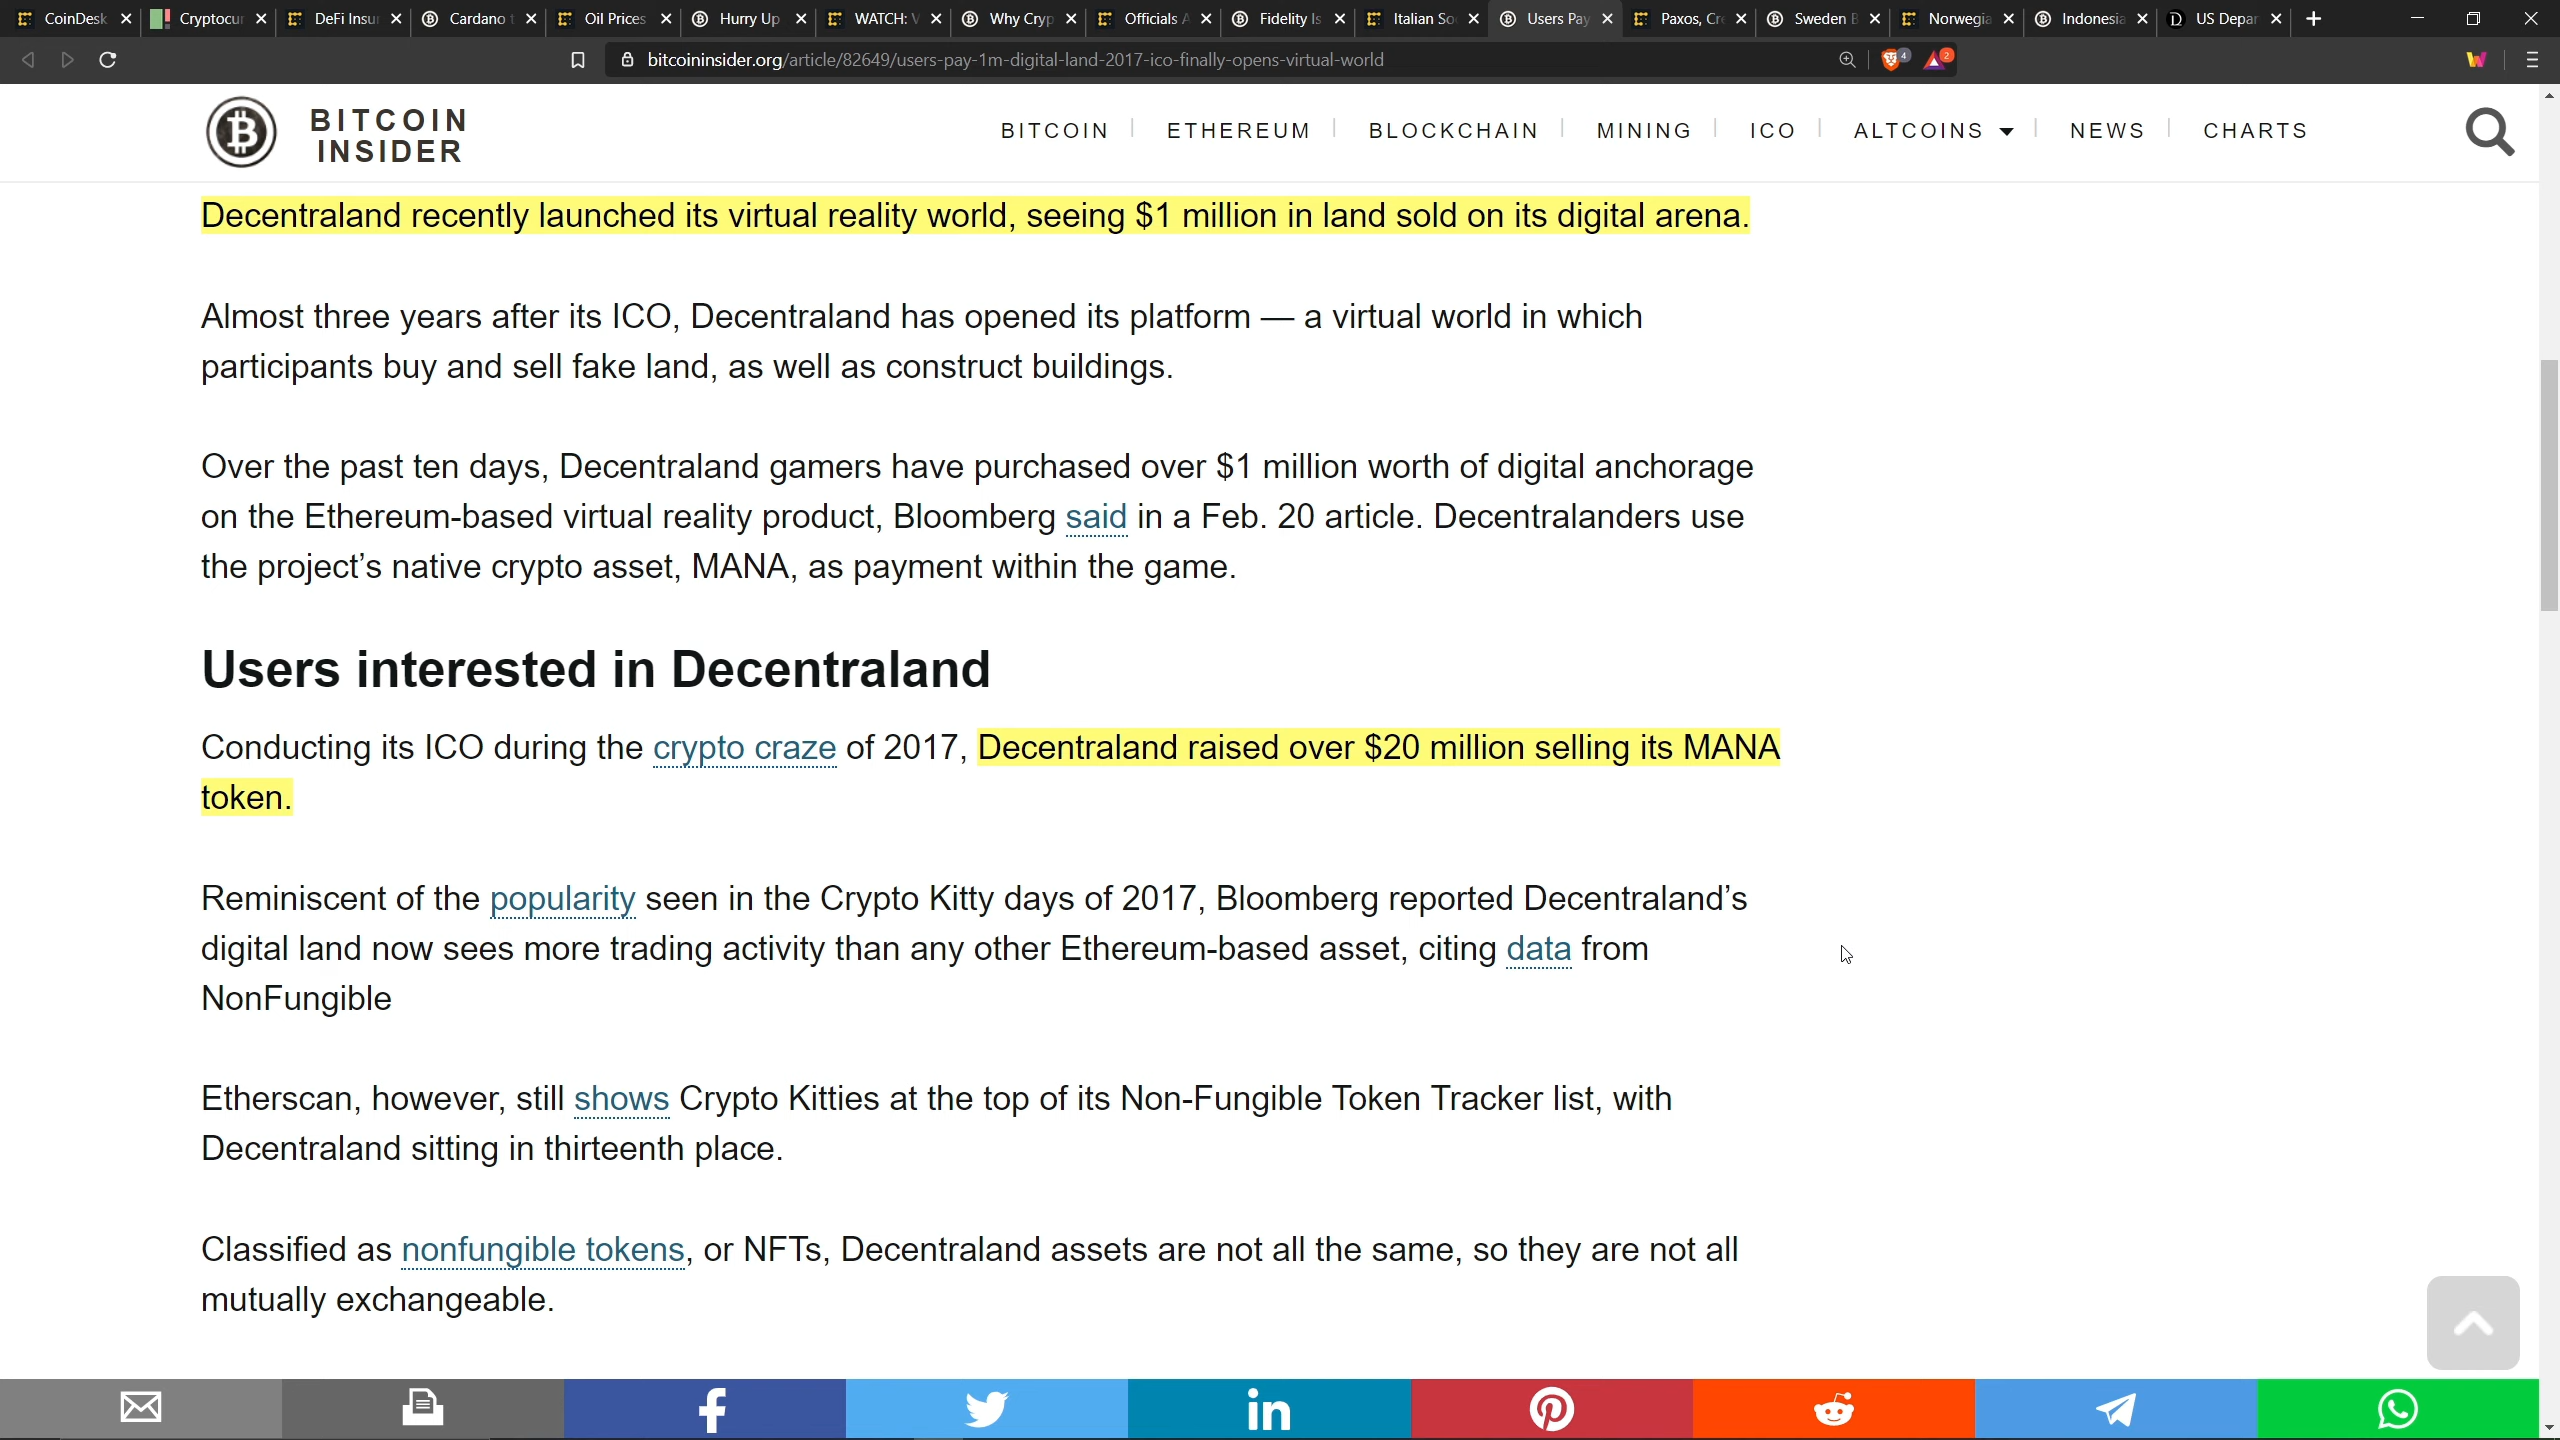 CoinDesk
Cryptocur
DeFi Insu
Cardano t
Oil Prices
Hurry Up
WATCH: V
Why Cryp
Officials A
Fidelity Is
Italian So
Users Pay
Paxos, Cre
Sweden B
Norwegia
Indonesia
US Depar
bitcoininsider.org/article/82649/users-pay-1m-digital-land-2017-ico-finally-opens-virtual-world
4
2
BITCOIN
INSIDER
BITCOIN
ETHEREUM
BLOCKCHAIN
MINING
ICO
ALTCOINS
NEWS
CHARTS
Decentraland recently launched its virtual reality world, seeing $1 million in land sold on its digital arena.
Almost three years after its ICO, Decentraland has opened its platform — a virtual world in which
participants buy and sell fake land, as well as construct buildings.
Over the past ten days, Decentraland gamers have purchased over $1 million worth of digital anchorage
on the Ethereum-based virtual reality product, Bloomberg said in a Feb. 20 article. Decentralanders use
the project’s native crypto asset, MANA, as payment within the game.
Users interested in Decentraland
Conducting its ICO during the crypto craze of 2017, Decentraland raised over $20 million selling its MANA
token.
Reminiscent of the popularity seen in the Crypto Kitty days of 2017, Bloomberg reported Decentraland’s
digital land now sees more trading activity than any other Ethereum-based asset, citing data from
NonFungible
Etherscan, however, still shows Crypto Kitties at the top of its Non-Fungible Token Tracker list, with
Decentraland sitting in thirteenth place.
Classified as nonfungible tokens, or NFTs, Decentraland assets are not all the same, so they are not all
mutually exchangeable.